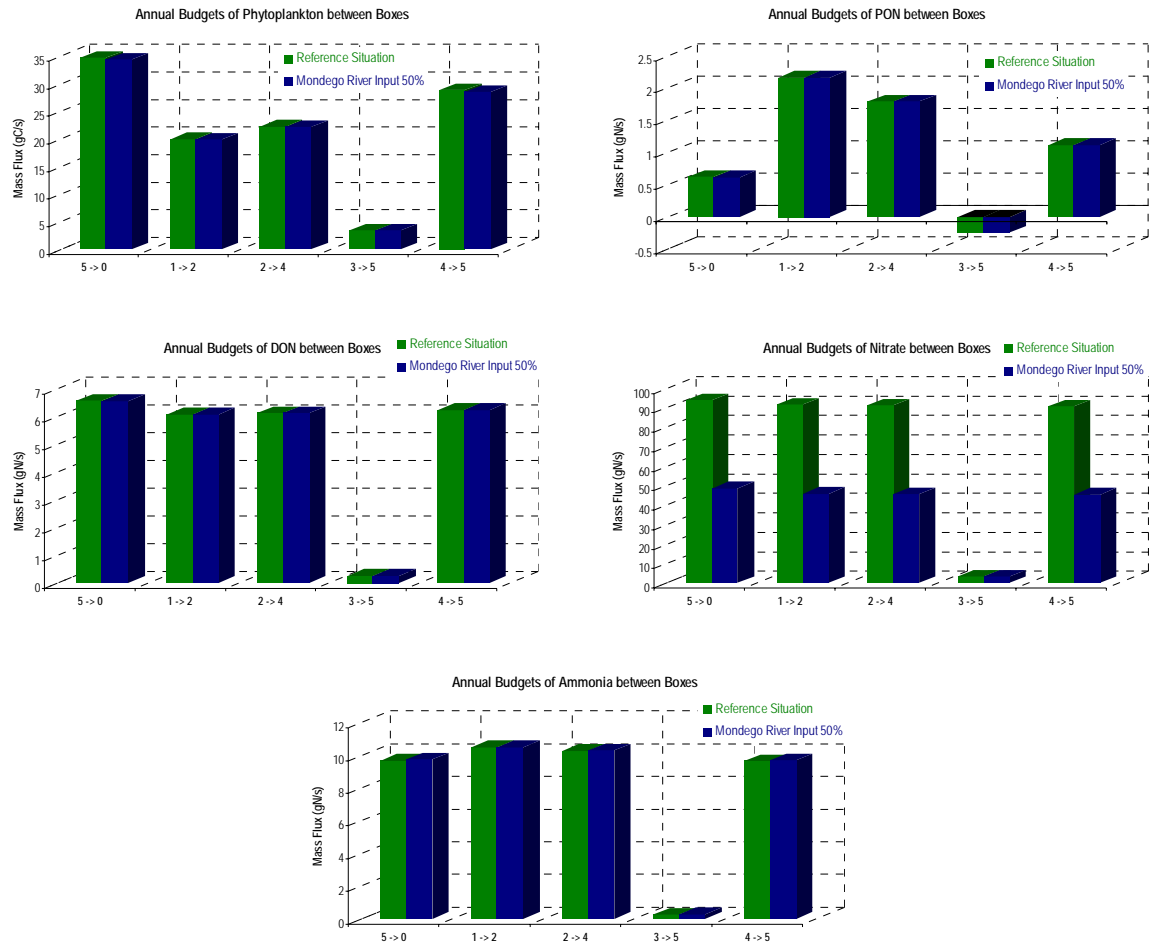 Annual Budgets of Phytoplankton between Boxes
Reference Situation
Mondego River Input 50%
Mass Flux (gC/s)
35
30
25
20
15
10
5
0
5 -> 0 1 -> 2 2 -> 4 3 -> 5 4 -> 5
Annual Budgets of PON between Boxes
Reference Situation
Mondego River Input 50%
Mass Flux (gN/s)
2.5
2
1.5
1
0.5
0
-0.5
5 -> 0 1 -> 2 2 -> 4 3 -> 5 4 -> 5
Annual Budgets of DON between Boxes
Reference Situation
Mondego River Input 50%
Mass Flux (gN/s)
7
6
5
4
3
2
1
0
5 -> 0 1 -> 2 2 -> 4 3 -> 5 4 -> 5
Annual Budgets of Nitrate between Boxes
Reference Situation
Mondego River Input 50%
Mass Flux (gN/s)
100
90
80
70
60
50
40
30
20
10
0
5 -> 0 1 -> 2 2 -> 4 3 -> 5 4 -> 5
Annual Budgets of Ammonia between Boxes
Reference Situation
Mondego River Input 50%
Mass Flux (gN/s)
12
10
8
6
4
2
0
5 -> 0 1 -> 2 2 -> 4 3 -> 5 4 -> 5